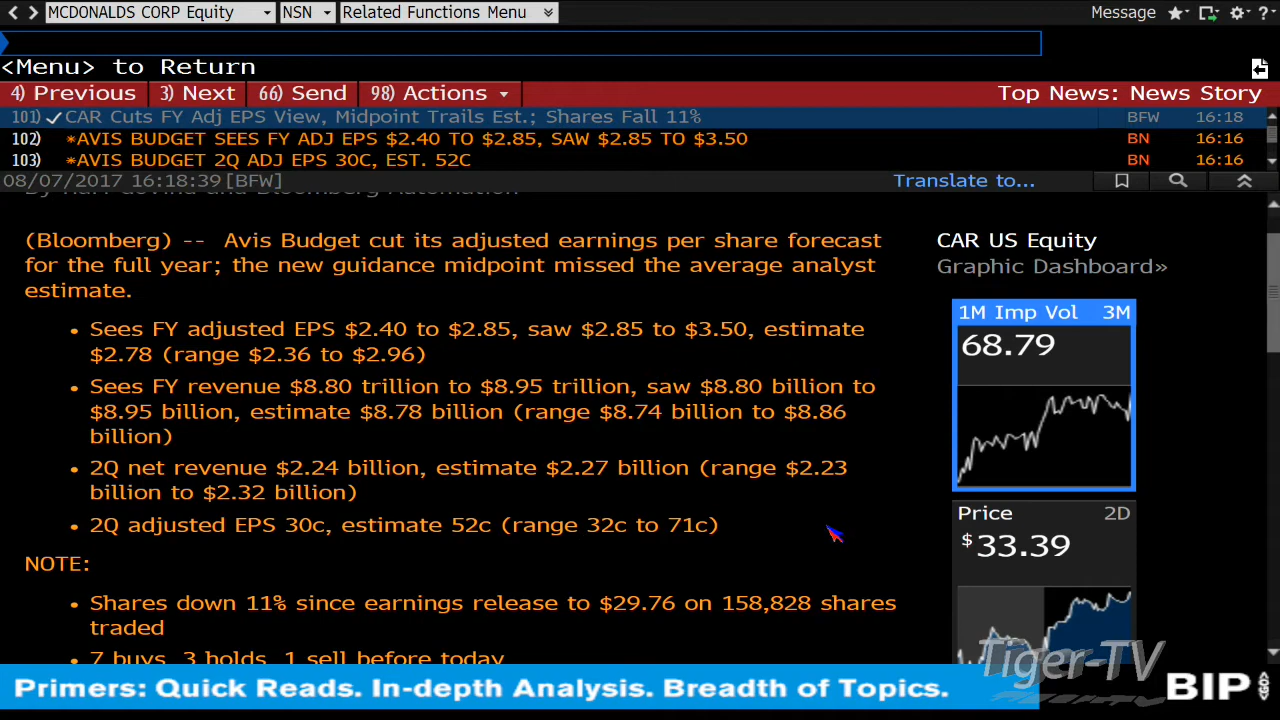 MCDONALDS CORP Equity NSN Related Functions Menu Message ?
<Menu> to Return
4) Previous 3) Next 66) Send 98) Actions Top News: News Story
101) CAR Cuts FY Adj EPS View, Midpoint Trails Est.; Shares Fall 11% BFW 16:18
102) *AVIS BUDGET SEES FY ADJ EPS $2.40 TO $2.85, SAW $2.85 TO $3.50 BN 16:16
103) *AVIS BUDGET 2Q ADJ EPS 30C, EST. 52C BN 16:16
08/07/2017 16:18:39 [BFW] Translate to...
(Bloomberg) -- Avis Budget cut its adjusted earnings per share forecast
for the full year; the new guidance midpoint missed the average analyst
estimate.
• Sees FY adjusted EPS $2.40 to $2.85, saw $2.85 to $3.50, estimate
$2.78 (range $2.36 to $2.96)
• Sees FY revenue $8.80 trillion to $8.95 trillion, saw $8.80 billion to
$8.95 billion, estimate $8.78 billion (range $8.74 billion to $8.86
billion)
• 2Q net revenue $2.24 billion, estimate $2.27 billion (range $2.23
billion to $2.32 billion)
• 2Q adjusted EPS 30c, estimate 52c (range 32c to 71c)
NOTE:
• Shares down 11% since earnings release to $29.76 on 158,828 shares
traded
• 7 buys, 3 holds, 1 sell before today
CAR US Equity
Graphic Dashboard»
1M Imp Vol 3M
68.79
Price 2D
$33.39
Tiger-TV
Primers: Quick Reads. In-depth Analysis. Breadth of Topics. BIP <GO>